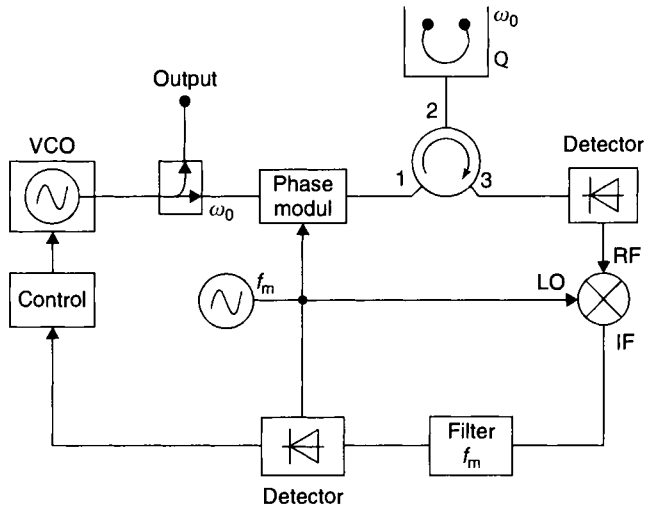 ω0
Q
Output
2
VCO
Detector
Phase
modul
1
3
ω0
RF
fm
LO
Control
IF
Filter
fm
Detector